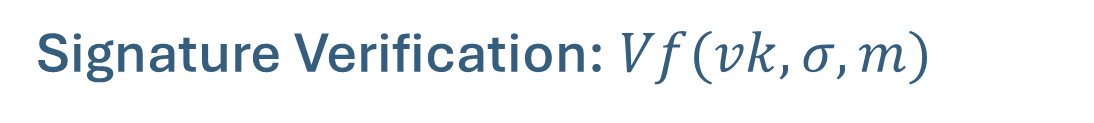 Signature Verification: 𝑉𝑓(𝑣𝑘, 𝜎, 𝑚)